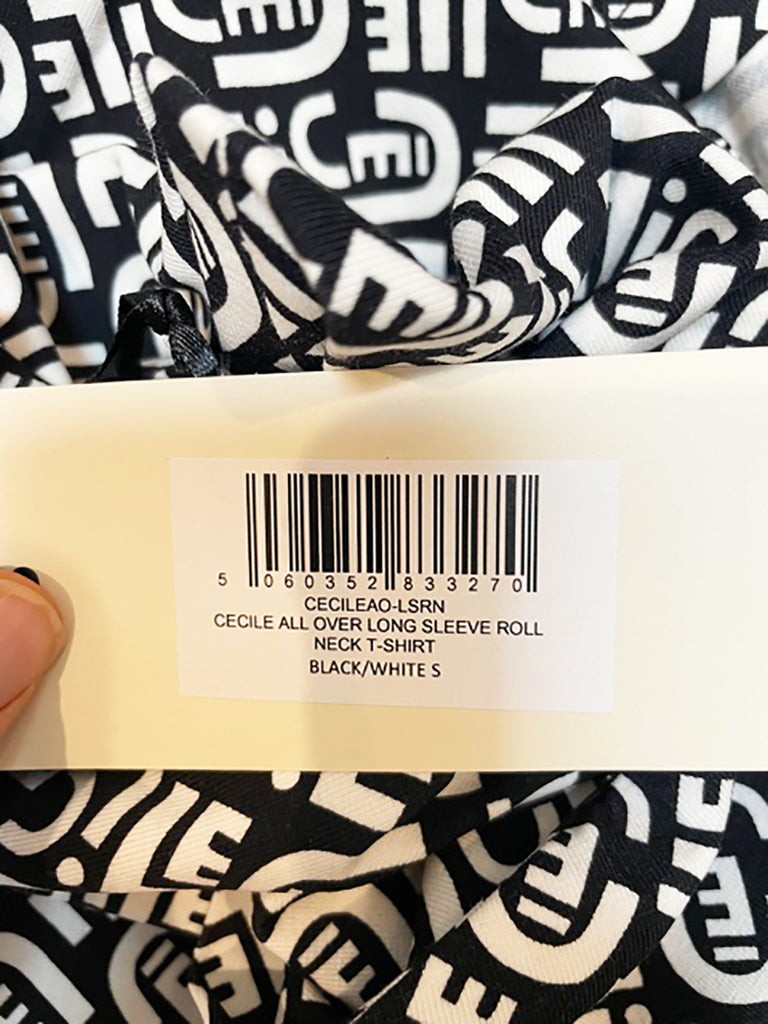 5 060352 833270
CECILEAO-LSRN
CECILE ALL OVER LONG SLEEVE ROLL
NECK T-SHIRT
BLACK/WHITE S